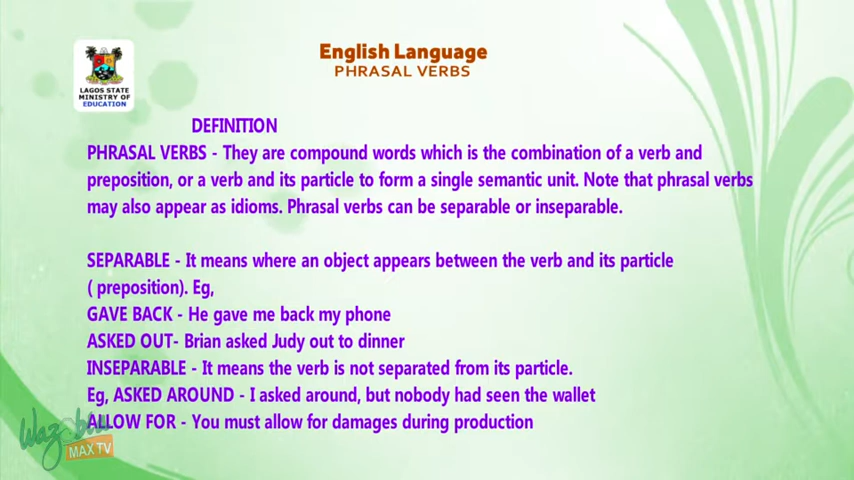 English Language
PHRASAL VERBS
LAGOS STATE
MINISTRY OF
EDUCATION
DEFINITION
PHRASAL VERBS - They are compound words which is the combination of a verb and
preposition, or a verb and its particle to form a single semantic unit. Note that phrasal verbs
may also appear as idioms. Phrasal verbs can be separable or inseparable.
SEPARABLE - It means where an object appears between the verb and its particle
( preposition). Eg,
GAVE BACK - He gave me back my phone
ASKED OUT- Brian asked Judy out to dinner
INSEPARABLE - It means the verb is not separated from its particle.
Eg, ASKED AROUND - I asked around, but nobody had seen the wallet
ALLOW FOR - You must allow for damages during production
Wazobia
MAX TV